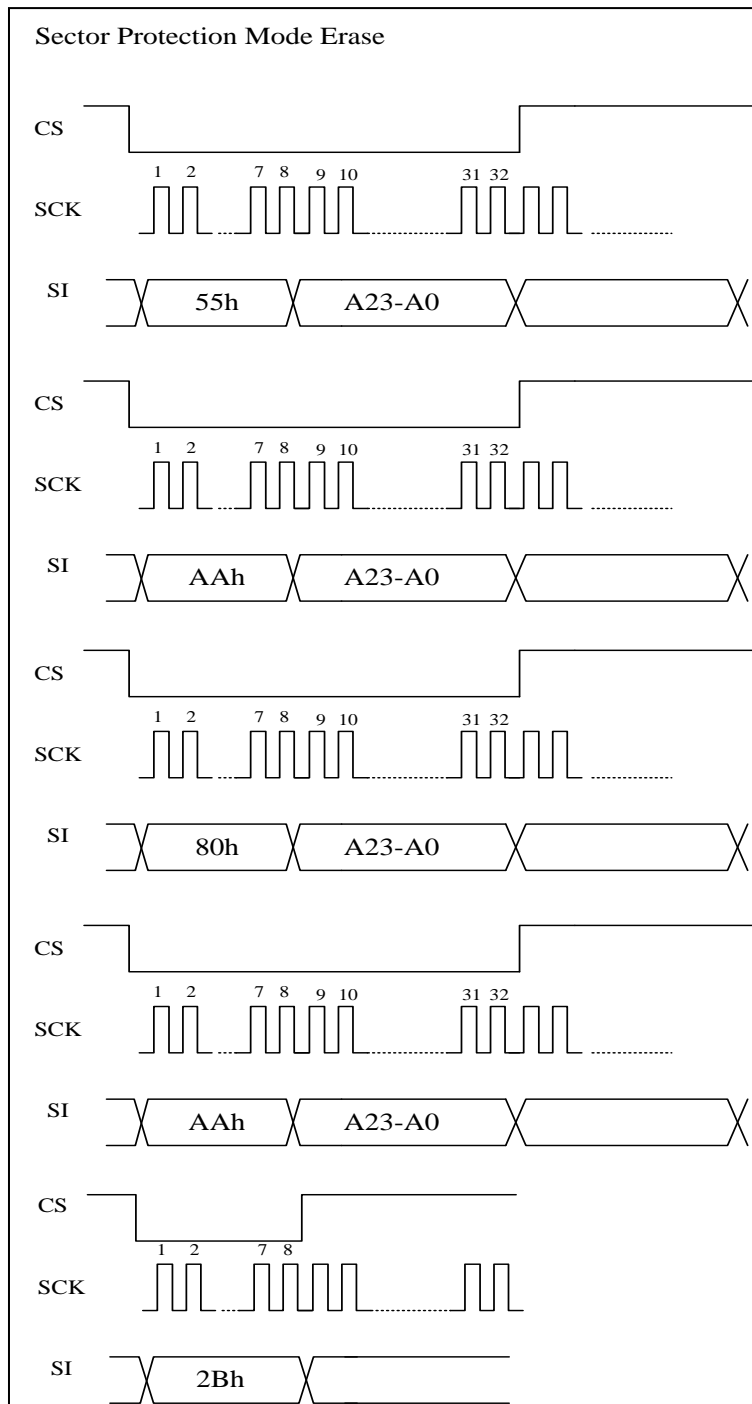 Sector Protection Mode Erase
CS
1 2 7 8 9 10 31 32
SCK
SI 55h A23-A0
CS
1 2 7 8 9 10 31 32
SCK
SI AAh A23-A0
CS
1 2 7 8 9 10 31 32
SCK
SI 80h A23-A0
CS
1 2 7 8 9 10 31 32
SCK
SI AAh A23-A0
CS
1 2 7 8
SCK
SI 2Bh